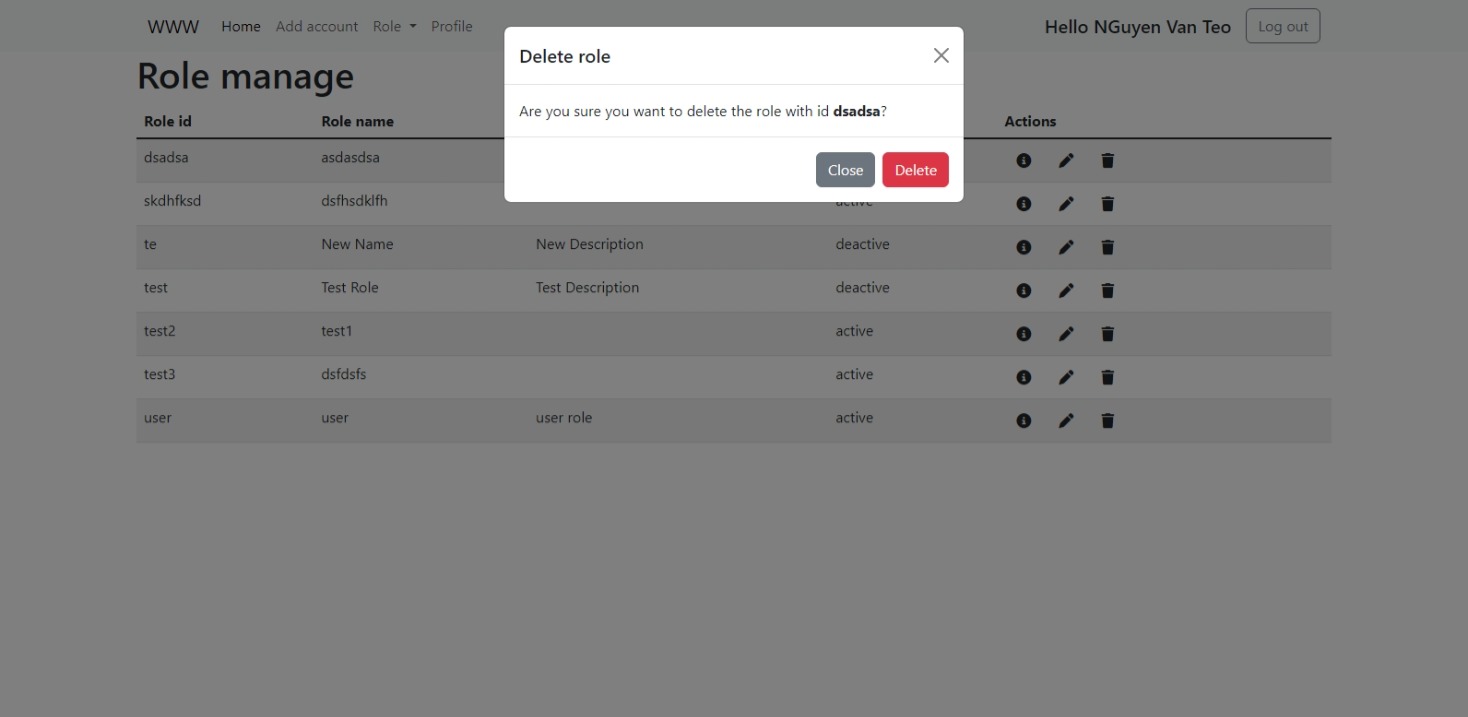 WWW Home Add account Role Profile Hello NGuyen Van Teo Log out
Delete role
Role manage
Are you sure you want to delete the role with id dsadsa?
Role id Role name Actions
dsadsa asdasdsa
Close Delete
skdhfksd dsfhsdklfh active
te New Name New Description deactive
test Test Role Test Description deactive
test2 test1 active
test3 dsfdsfs active
user user user role active